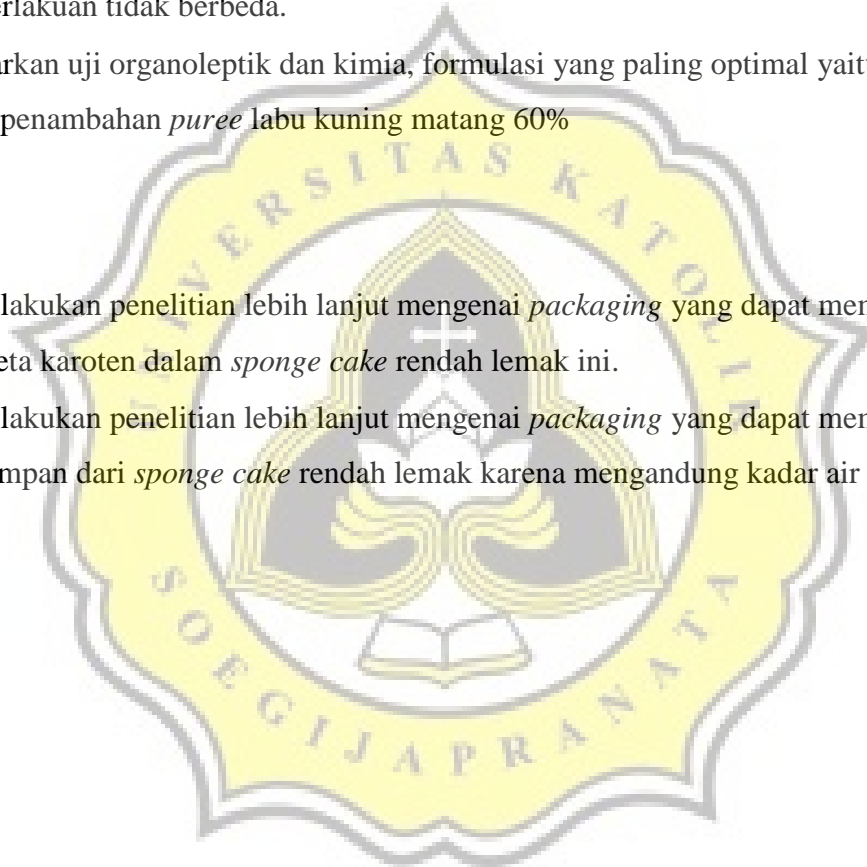 erlakuan tidak berbeda.
arkan uji organoleptik dan kimia, formulasi yang paling optimal yait
penambahan puree labu kuning matang 60%
UNIVERSITAS KATOLIK
lakukan penelitian lebih lanjut mengenai packaging yang dapat mer
eta karoten dalam sponge cake rendah lemak ini.
lakukan penelitian lebih lanjut mengenai packaging yang dapat mer
mpan dari sponge cake rendah lemak karena mengandung kadar air
SOEGIJAPRANATA